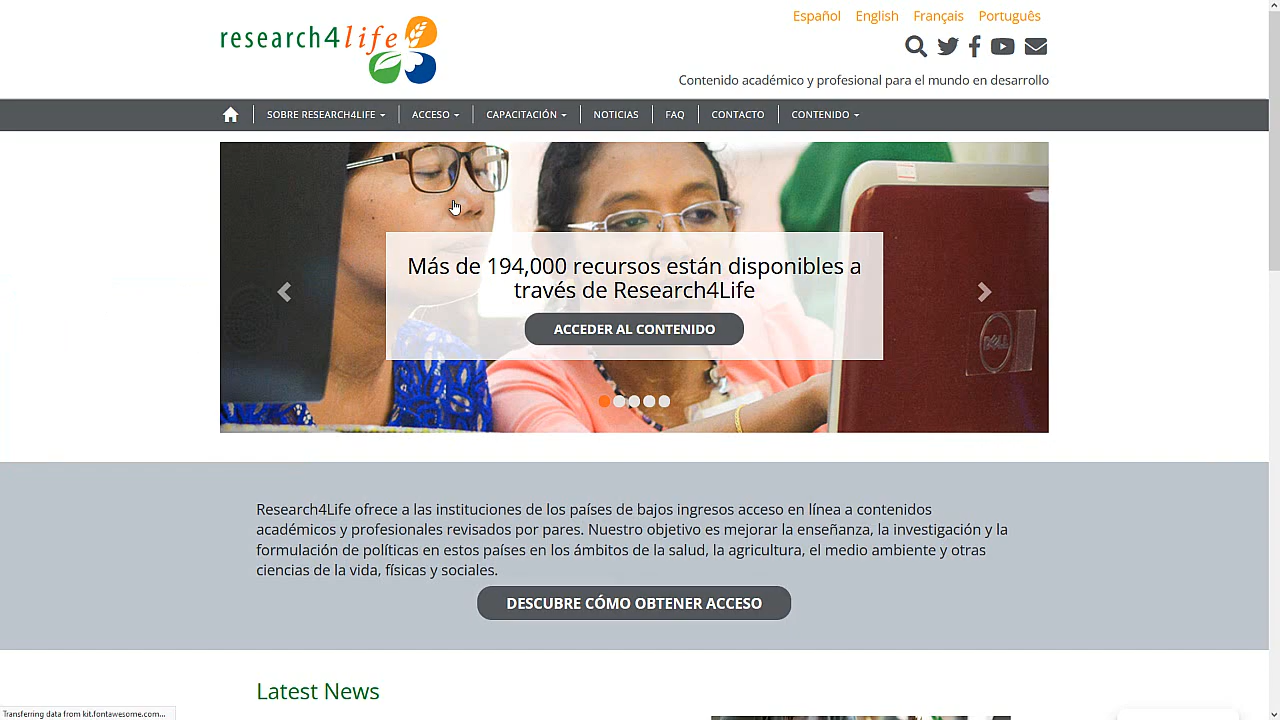 Español English Français Português
research4life
Contenido académico y profesional para el mundo en desarrollo
SOBRE RESEARCH4LIFE ACCESO CAPACITACIÓN NOTICIAS FAQ CONTACTO CONTENIDO
Más de 194,000 recursos están disponibles a
través de Research4Life
ACCEDER AL CONTENIDO
DELL
Research4Life ofrece a las instituciones de los países de bajos ingresos acceso en línea a contenidos
académicos y profesionales revisados por pares. Nuestro objetivo es mejorar la enseñanza, la investigación y la
formulación de políticas en estos países en los ámbitos de la salud, la agricultura, el medio ambiente y otras
ciencias de la vida, físicas y sociales.
DESCUBRE CÓMO OBTENER ACCESO
Latest News
Transferring data from kit.fontawesome.com...